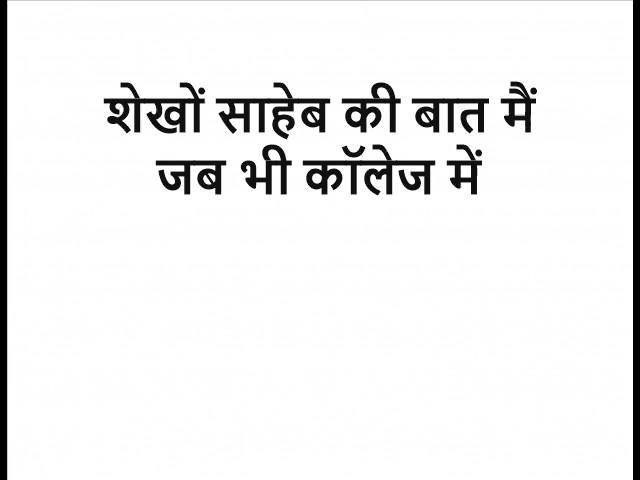 शेखों साहेब की बात मैं
जब भी कॉलेज में